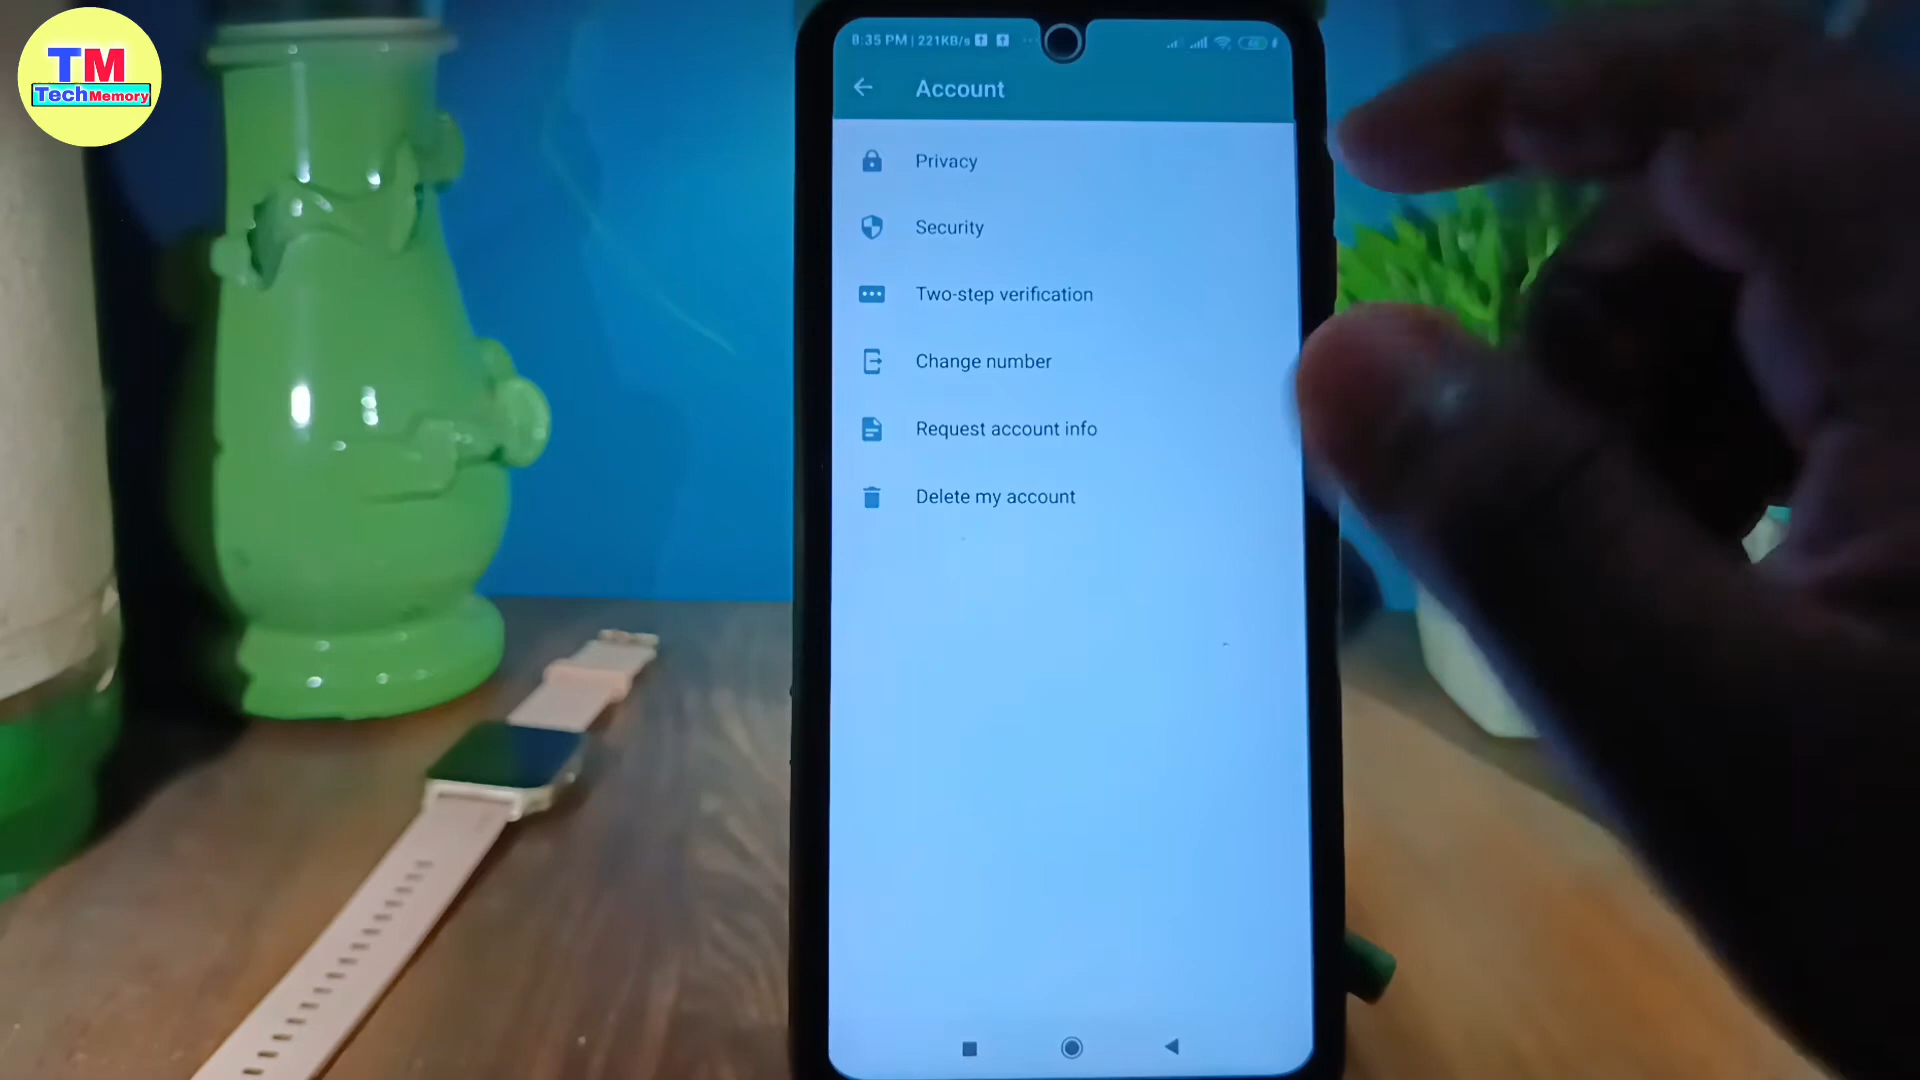 TM
TechMemory
8:35 PM | 221KB/s
Account
Privacy
Security
Two-step verification
Change number
Request account info
Delete my account